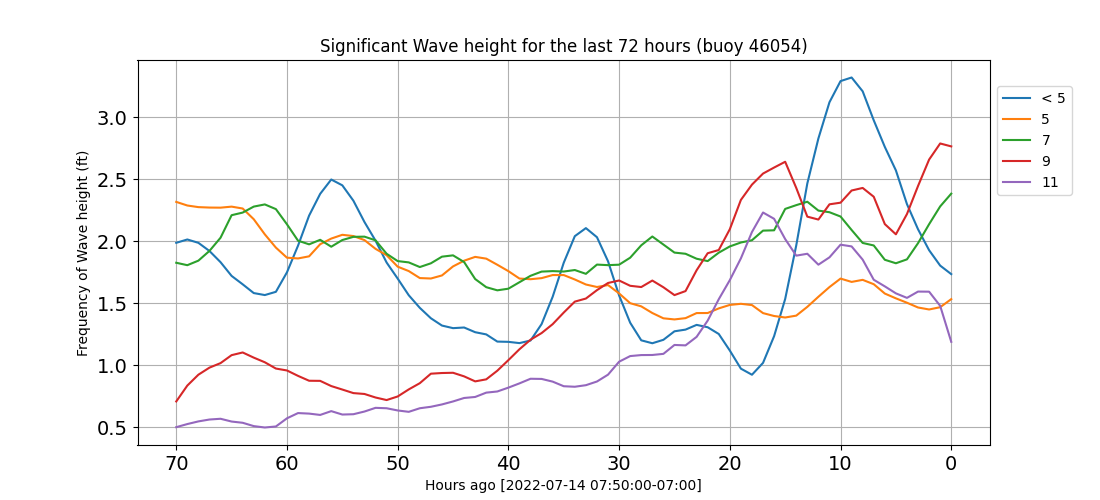 Significant Wave height for the last 72 hours (buoy 46054)
Frequency of Wave height (ft)
3.0
2.5
2.0
1.5
1.0
0.5
70 60 50 40 30 20 10 0
Hours ago [2022-07-14 07:50:00-07:00]
< 5
5
7
9
11